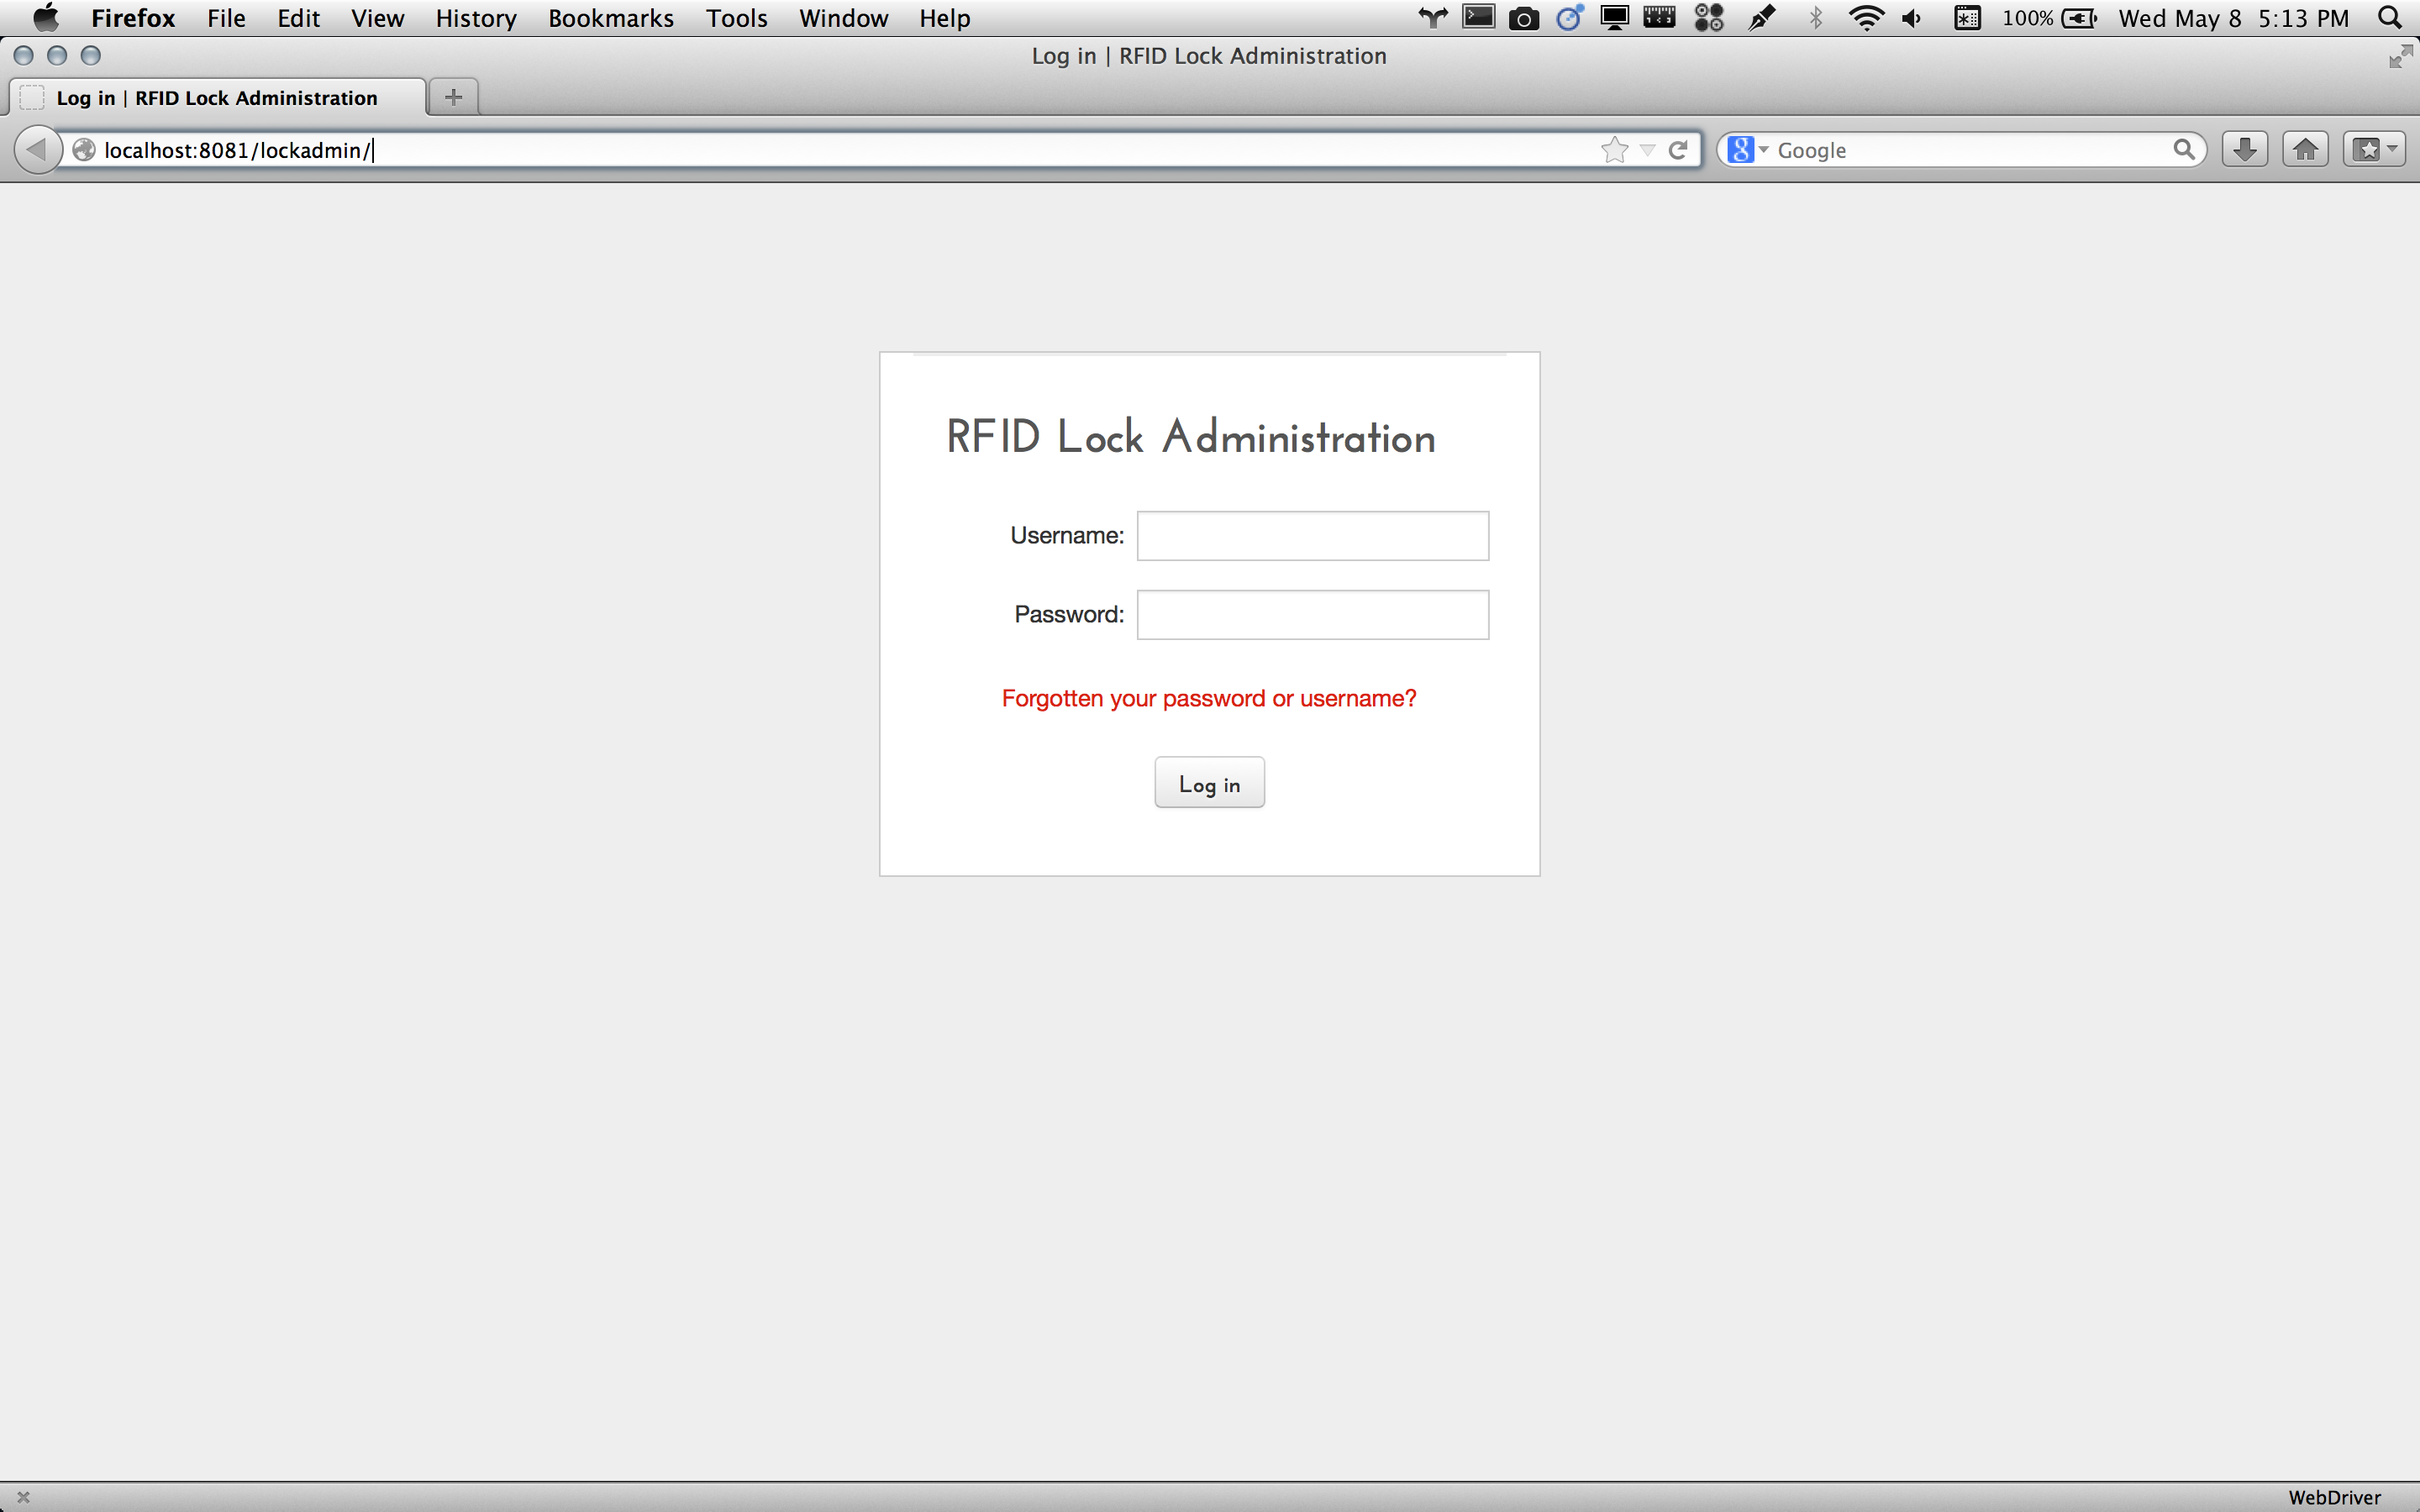 Firefox File Edit View History Bookmarks Tools Window Help 100% Wed May 8 5:13 PM
Log in | RFID Lock Administration
Log in | RFID Lock Administration
localhost:8081/lockadmin/ Google
RFID Lock Administration
Username:
Password:
Forgotten your password or username?
Log in
WebDriver